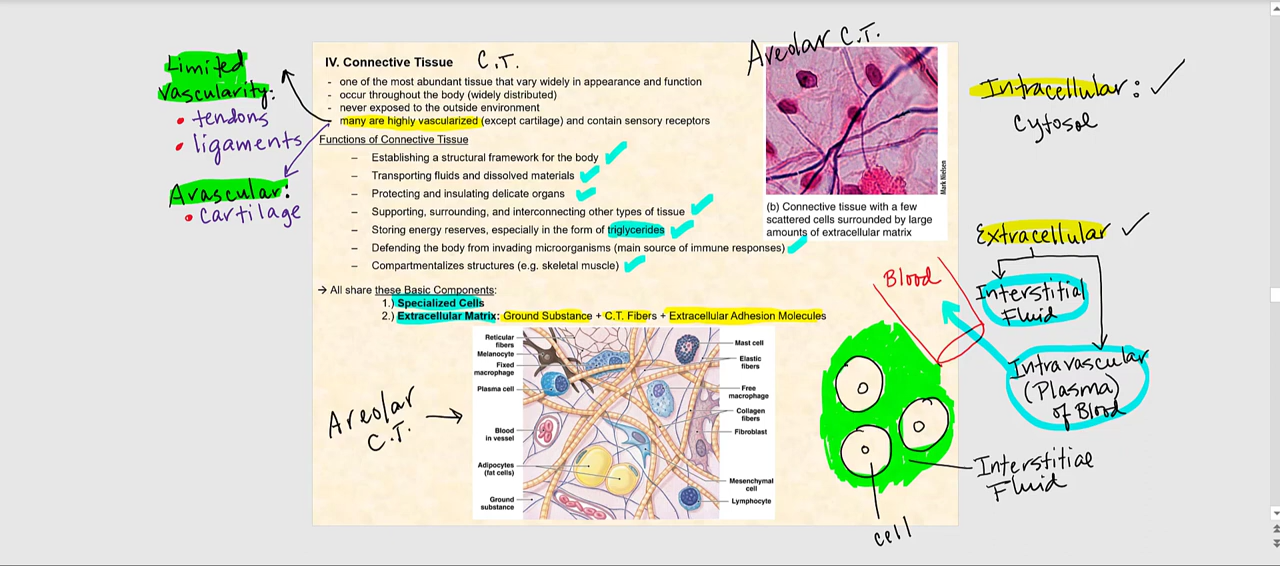 Limited
Vascularity:
• tendons
• ligaments
Avascular:
• Cartilage
IV. Connective Tissue
C.T.
- one of the most abundant tissue that vary widely in appearance and function
- occur throughout the body (widely distributed)
- never exposed to the outside environment
- many are highly vascularized (except cartilage) and contain sensory receptors
Functions of Connective Tissue
– Establishing a structural framework for the body
– Transporting fluids and dissolved materials
– Protecting and insulating delicate organs
– Supporting, surrounding, and interconnecting other types of tissue
– Storing energy reserves, especially in the form of triglycerides
– Defending the body from invading microorganisms (main source of immune responses)
– Compartmentalizes structures (e.g. skeletal muscle)
→ All share these Basic Components:
1.) Specialized Cells
2.) Extracellular Matrix: Ground Substance + C.T. Fibers + Extracellular Adhesion Molecules
Areolar C.T.
Mark Nielsen
(b) Connective tissue with a few
scattered cells surrounded by large
amounts of extracellular matrix
Areolar
C.T.
Reticular
fibers
Melanocyte
Fixed
macrophage
Plasma cell
Blood
in vessel
Adipocytes
(fat cells)
Ground
substance
Mast cell
Elastic
fibers
Free
macrophage
Collagen
fibers
Fibroblast
Mesenchymal
cell
Lymphocyte
Intracellular:
Cytosol
Extracellular
Interstitial
Fluid
Intravascular
(Plasma)
of Blood
Blood
Interstitial
Fluid
cell